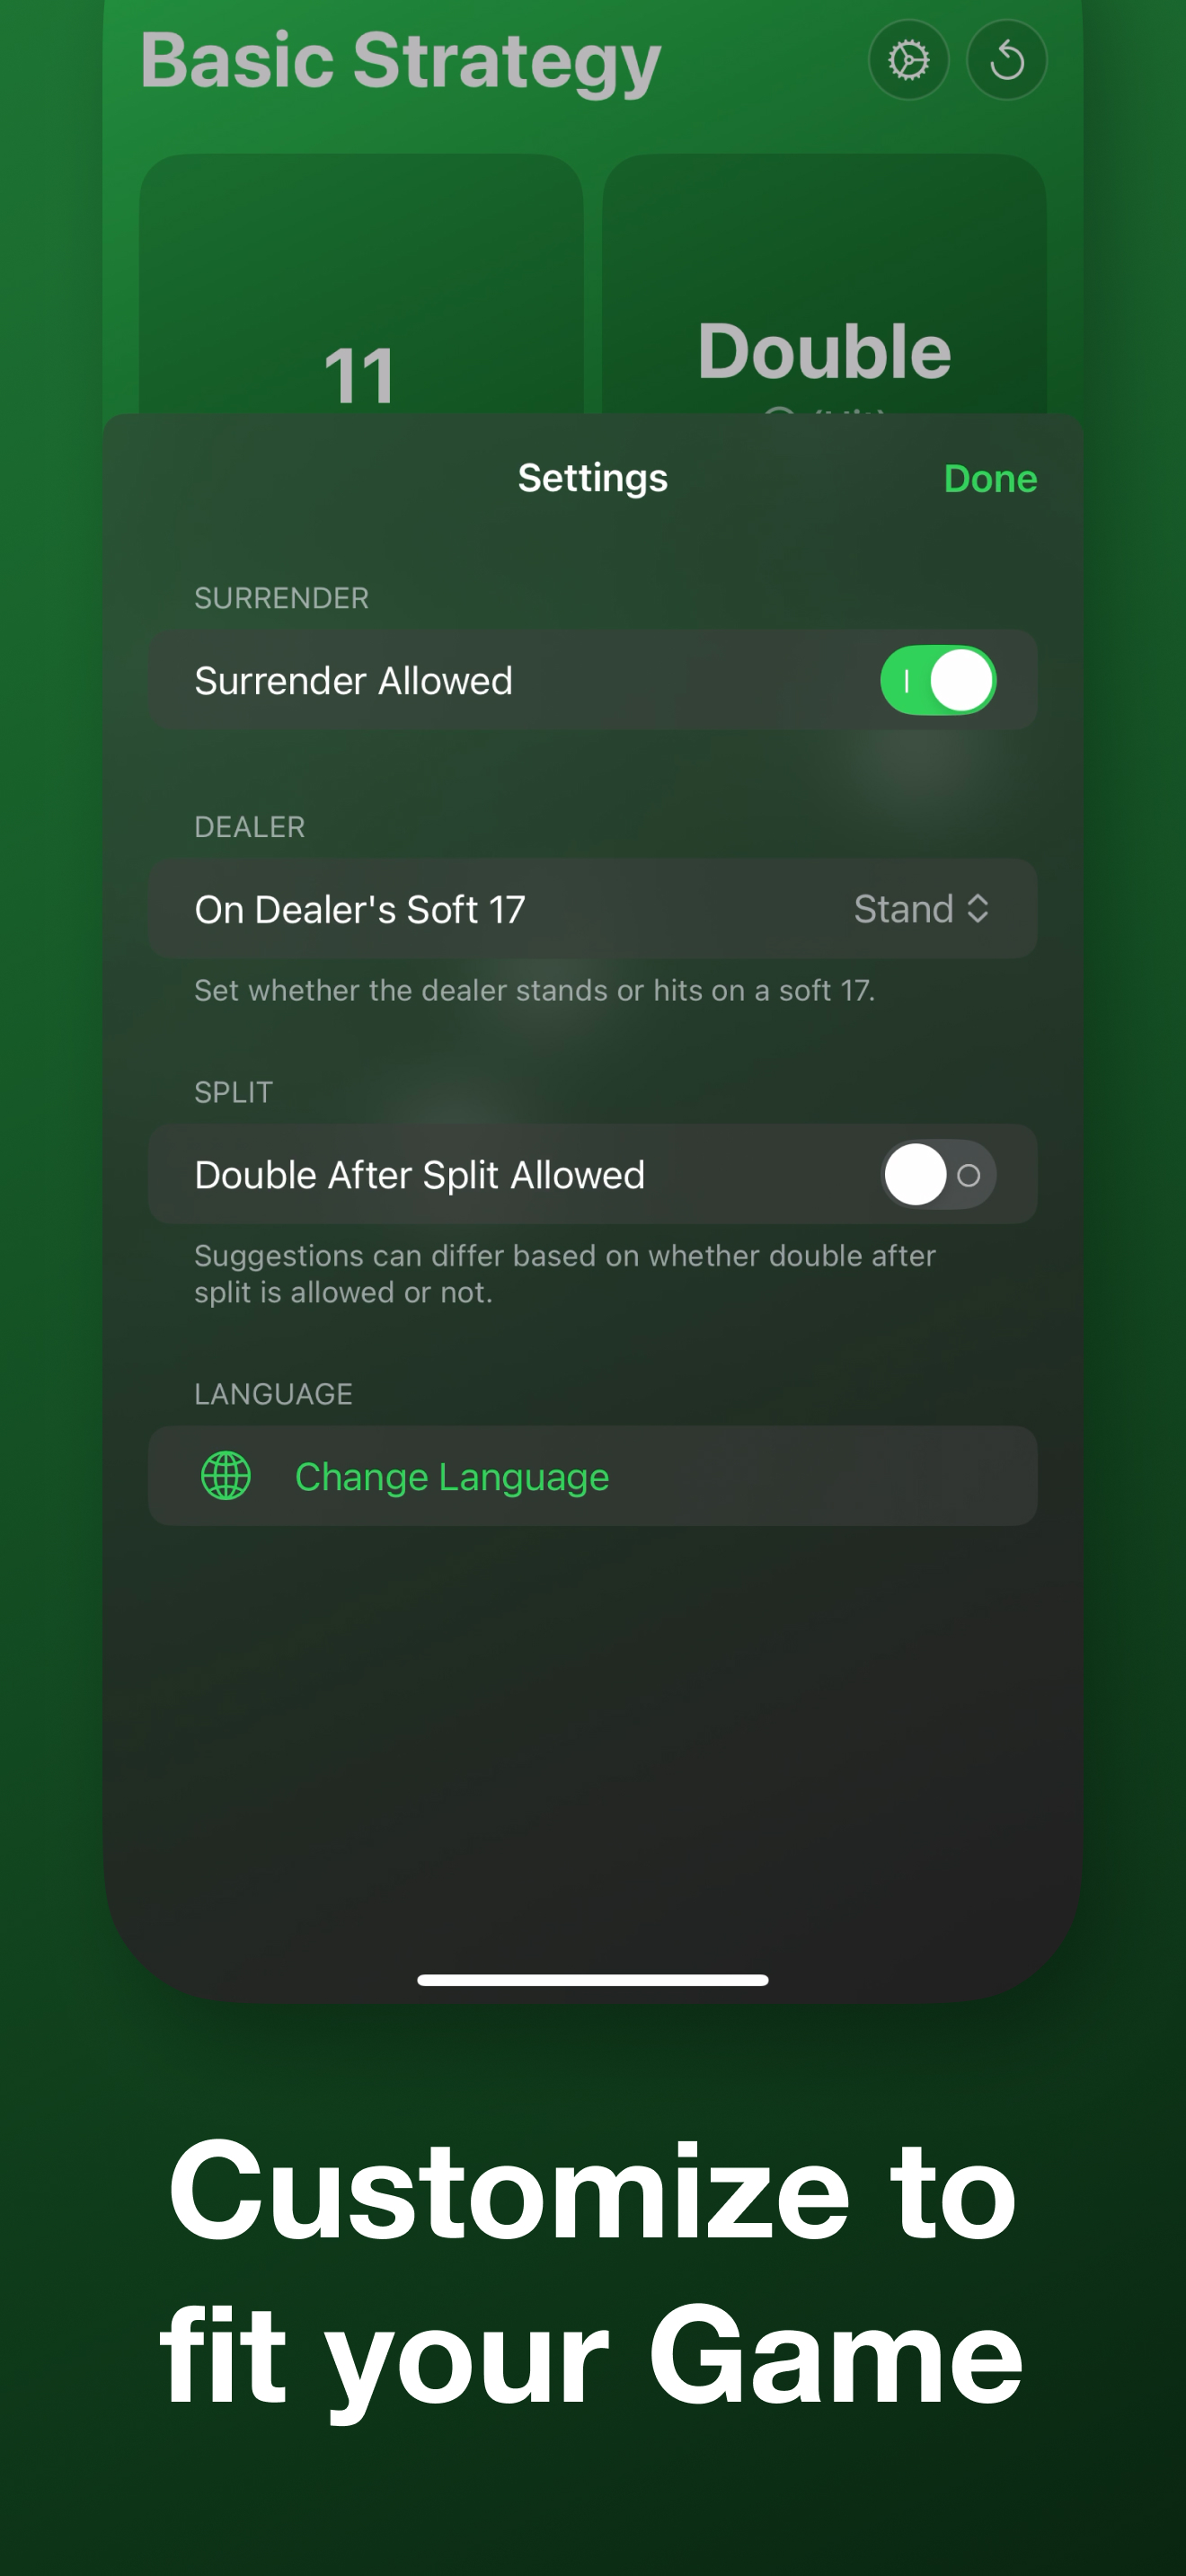 Basic Strategy
11
Double
Settings
Done
SURRENDER
Surrender Allowed
DEALER
On Dealer's Soft 17
Stand
Set whether the dealer stands or hits on a soft 17.
SPLIT
Double After Split Allowed
Suggestions can differ based on whether double after
split is allowed or not.
LANGUAGE
Change Language
Customize to
fit your Game